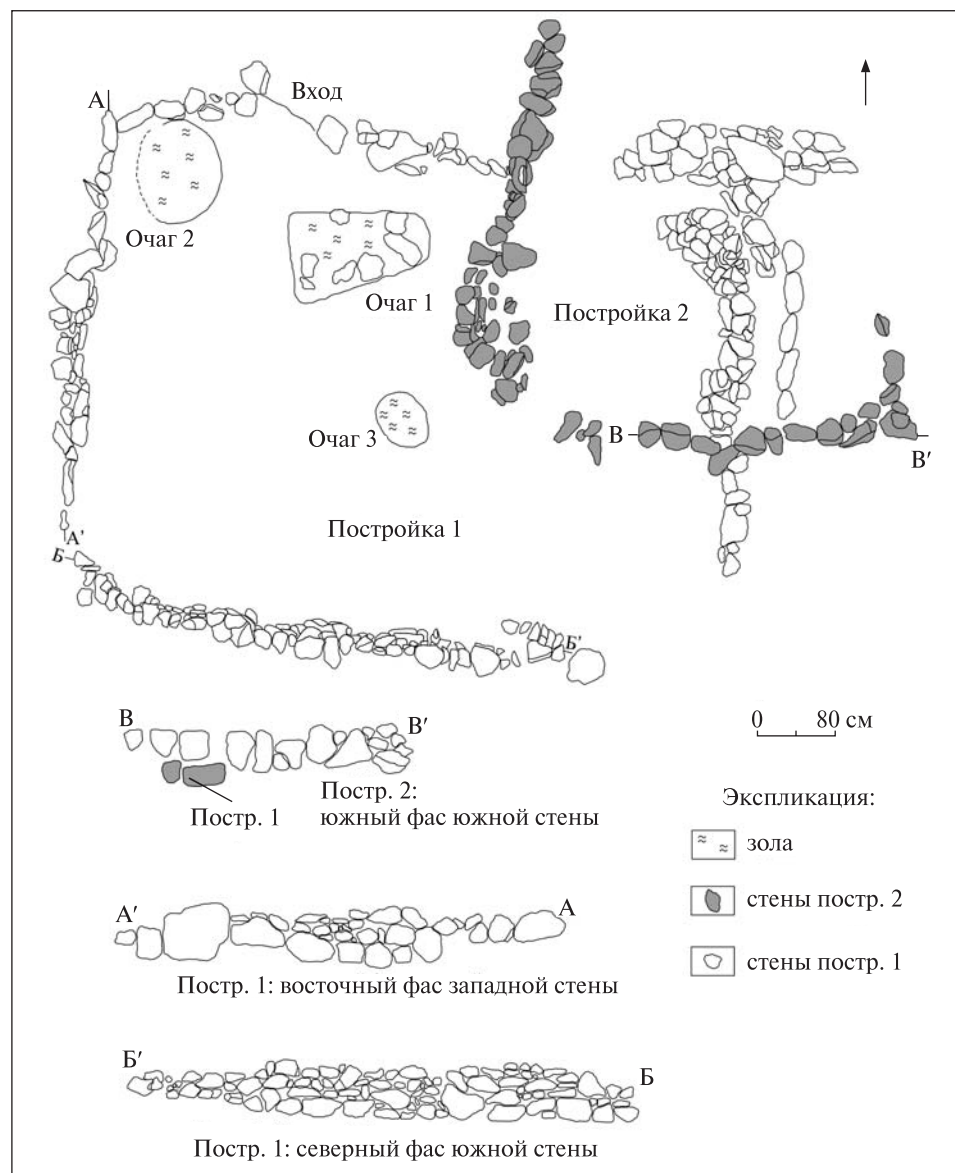 А
Вход
Очаг 2
Очаг 1
Постройка 2
Очаг 3
В
В′
Постройка 1
А'
Б
Б'
В
В′
0 80 см
Постр. 1
Постр. 2:
южный фас южной стены
Экспликация:
зола
стены постр. 2
стены постр. 1
А′
А
Постр. 1: восточный фас западной стены
Б′
Б
Постр. 1: северный фас южной стены